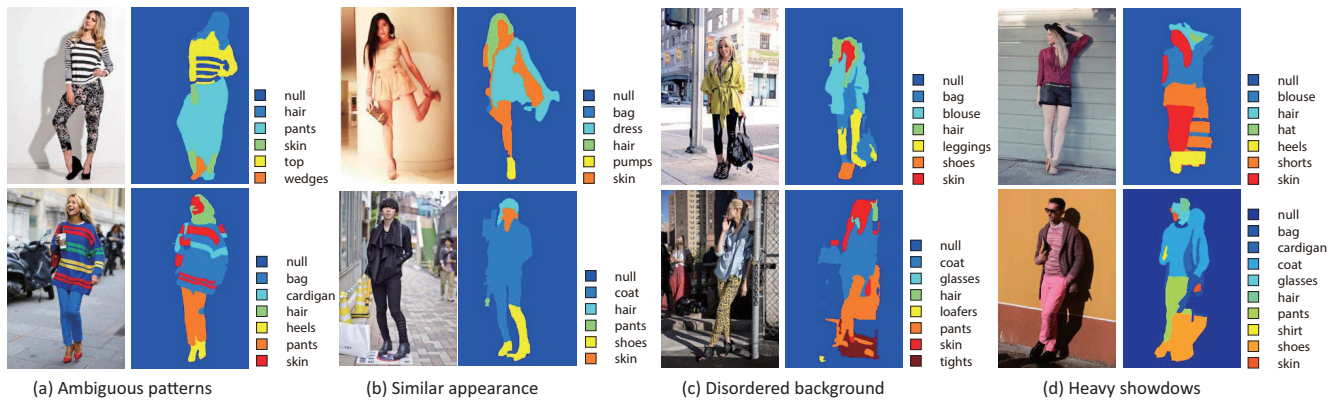 null
hair
pants
skin
top
wedges
null
bag
cardigan
hair
heels
pants
skin
(a) Ambiguous patterns
null
bag
dress
hair
pumps
skin
null
coat
hair
pants
shoes
skin
(b) Similar appearance
null
bag
blouse
hair
leggings
shoes
skin
null
coat
glasses
hair
loafers
pants
skin
tights
(c) Disordered background
null
blouse
hair
hat
heels
shorts
skin
null
bag
cardigan
coat
glasses
hair
pants
shirt
shoes
skin
(d) Heavy showdows